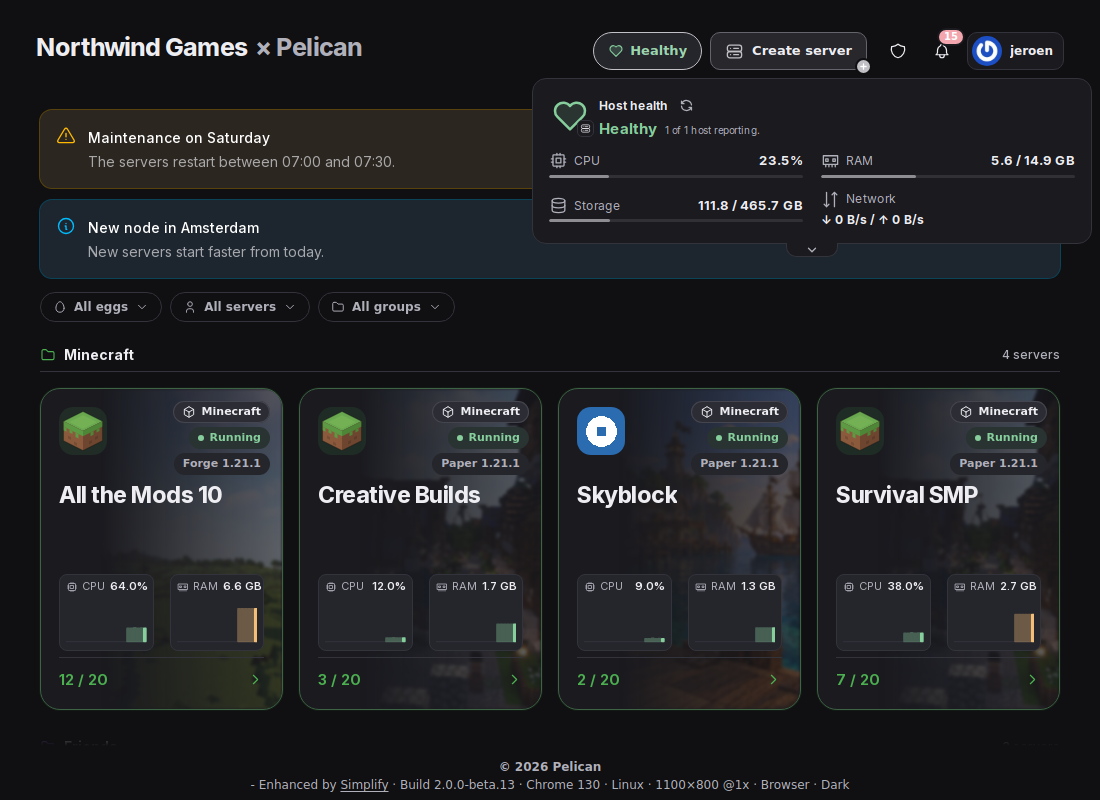 Northwind Games × Pelican
Healthy
Create server
15
jeroen
Host health
Healthy 1 of 1 host reporting.
CPU 23.5%
RAM 5.6 / 14.9 GB
Storage 111.8 / 465.7 GB
Network
↓ 0 B/s / ↑ 0 B/s
Maintenance on Saturday
The servers restart between 07:00 and 07:30.
New node in Amsterdam
New servers start faster from today.
All eggs
All servers
All groups
Minecraft
4 servers
Minecraft
Running
Forge 1.21.1
All the Mods 10
CPU 64.0%
RAM 6.6 GB
12 / 20
Minecraft
Running
Paper 1.21.1
Creative Builds
CPU 12.0%
RAM 1.7 GB
3 / 20
Minecraft
Running
Paper 1.21.1
Skyblock
CPU 9.0%
RAM 1.3 GB
2 / 20
Minecraft
Running
Paper 1.21.1
Survival SMP
CPU 38.0%
RAM 2.7 GB
7 / 20
Friends
© 2026 Pelican
- Enhanced by Simplify · Build 2.0.0-beta.13 · Chrome 130 · Linux · 1100×800 @1x · Browser · Dark